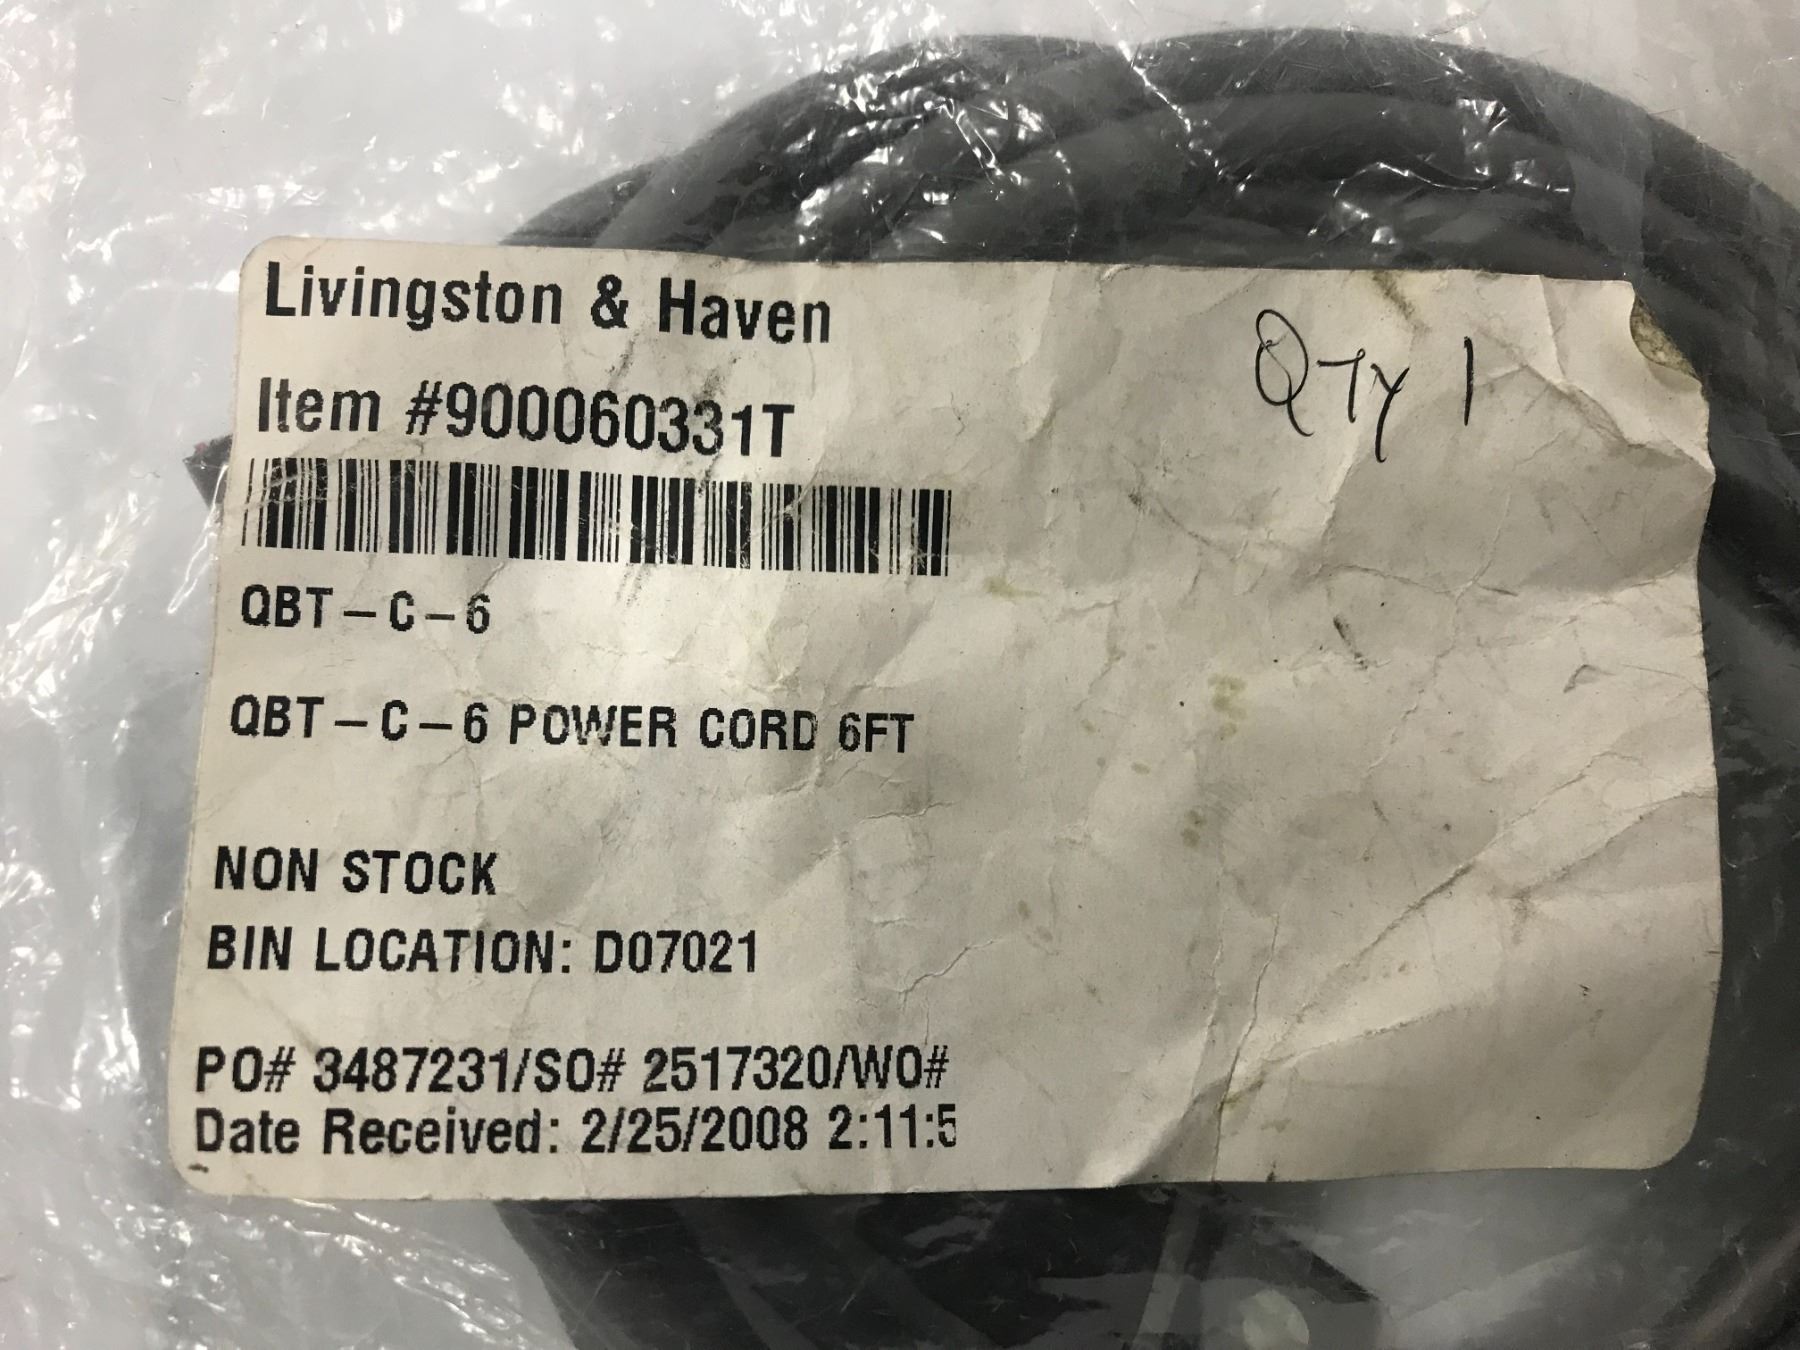 Livingston & Haven
Qty 1
Item #900060331T
QBT-C-6
QBT-C-6 POWER CORD 6FT
NON STOCK
BIN LOCATION: D07021
PO# 3487231/SO# 2517320/WO#
Date Received: 2/25/2008 2:11:5